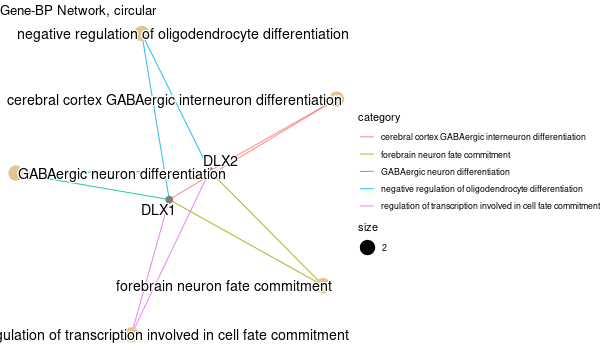 Gene-BP Network, circular
negative regulation of oligodendrocyte differentiation
cerebral cortex GABAergic interneuron differentiation
DLX2
GABAergic neuron differentiation
DLX1
forebrain neuron fate commitment
of transcription involved in cell fate commitment
category
cerebral cortex GABAergic interneuron differentiation
forebrain neuron fate commitment
GABAergic neuron differentiation
negative regulation of oligodendrocyte differentiation
regulation of transcription involved in cell fate commitment
size
2